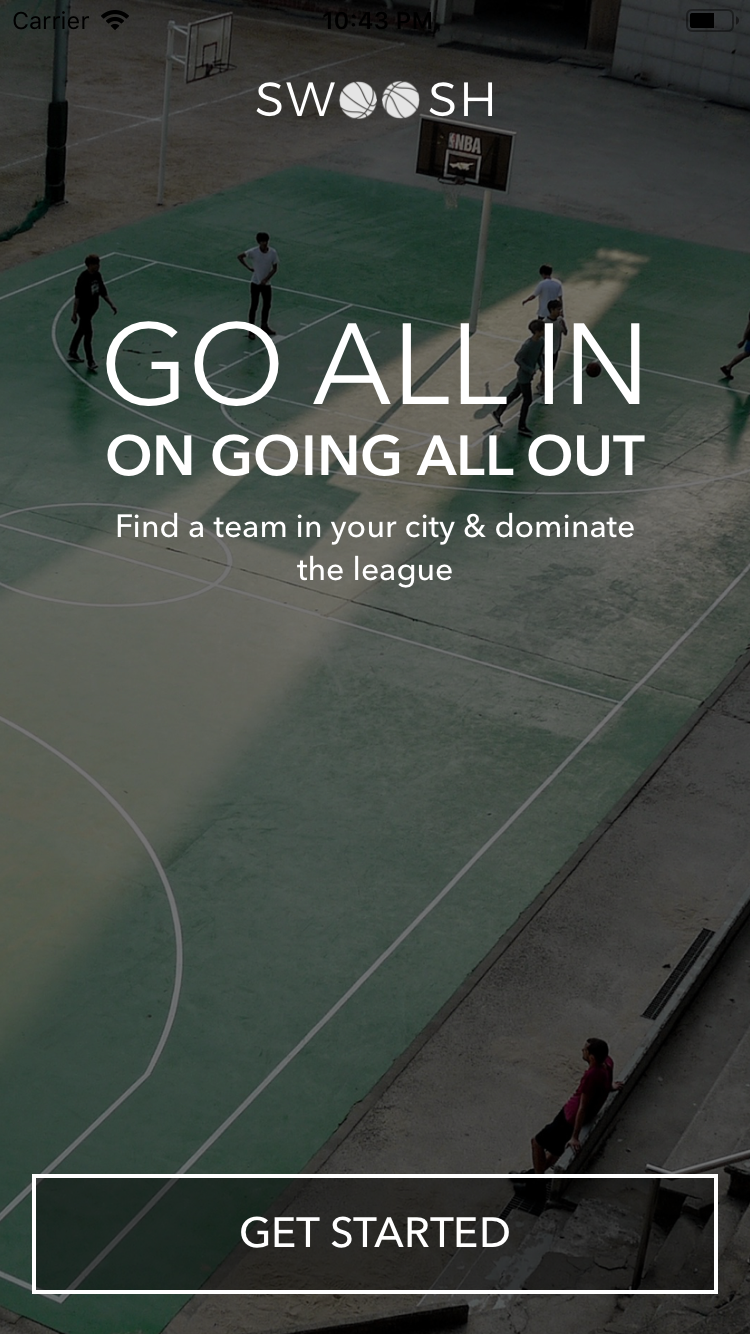 Carrier 10:43 PM
SWOOSH
NBA
GO ALL IN
ON GOING ALL OUT
Find a team in your city & dominate
the league
GET STARTED